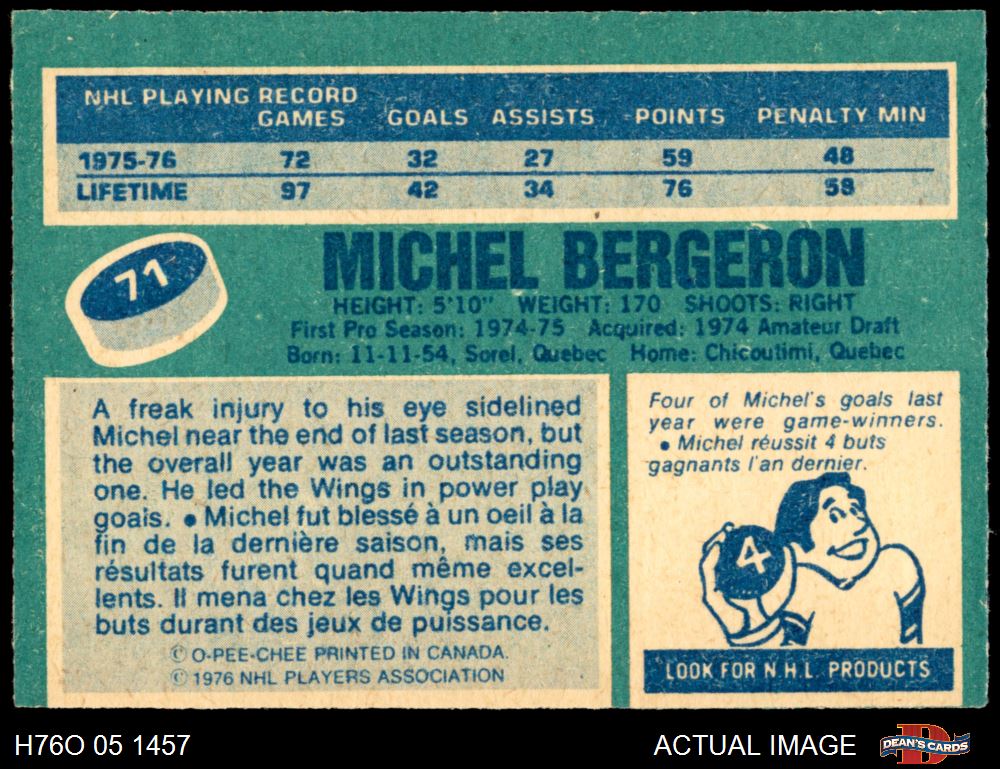 NHL PLAYING RECORD
GAMES GOALS ASSISTS POINTS PENALTY MIN
1975-76 72 32 27 59 48
LIFETIME 97 42 34 76 58
71
MICHEL BERGERON
HEIGHT: 5'10" WEIGHT: 170 SHOOTS: RIGHT
First Pro Season: 1974-75 Acquired: 1974 Amateur Draft
Born: 11-11-54, Sorel, Quebec Home: Chicoutimi, Quebec
A freak injury to his eye sidelined
Michel near the end of last season, but
the overall year was an outstanding
one. He led the Wings in power play
goals. ● Michel fut blessé à un oeil à la
fin de la dernière saison, mais ses
résultats furent quand même excel-
lents. Il mena chez les Wings pour les
buts durant des jeux de puissance.
© O-PEE-CHEE PRINTED IN CANADA.
© 1976 NHL PLAYERS ASSOCIATION
Four of Michel's goals last
year were game-winners.
● Michel réussit 4 buts
gagnants l'an dernier.
4
LOOK FOR N.H.L. PRODUCTS
H76O 05 1457
ACTUAL IMAGE
DEAN'S CARDS